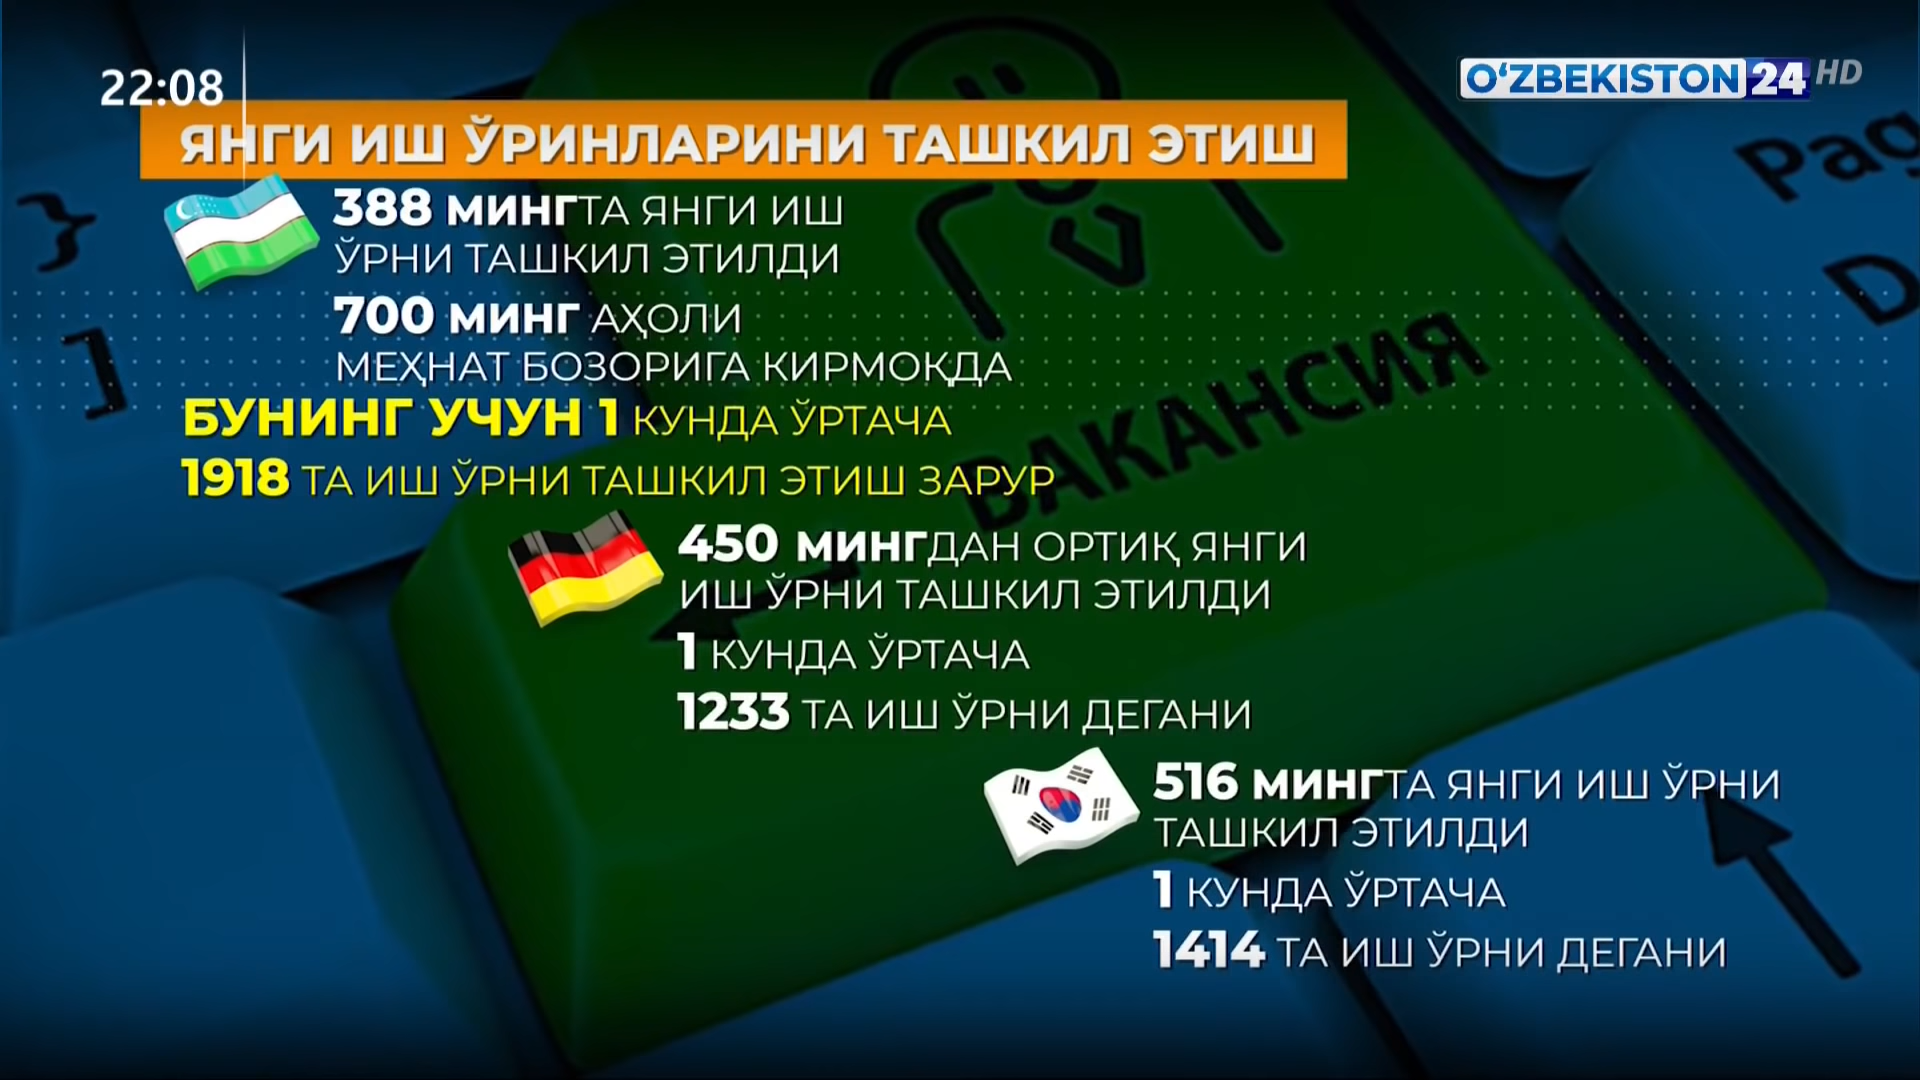 22:08
O‘ZBEKISTON 24 HD
ЯНГИ ИШ ЎРИНЛАРИНИ ТАШКИЛ ЭТИШ
388 МИНГТА ЯНГИ ИШ
ЎРНИ ТАШКИЛ ЭТИЛДИ
700 МИНГ АҲОЛИ
МЕҲНАТ БОЗОРИГА КИРМОҚДА
БУНИНГ УЧУН 1 КУНДА ЎРТАЧА
1918 ТА ИШ ЎРНИ ТАШКИЛ ЭТИШ ЗАРУР
450 МИНГДАН ОРТИҚ ЯНГИ
ИШ ЎРНИ ТАШКИЛ ЭТИЛДИ
1 КУНДА ЎРТАЧА
1233 ТА ИШ ЎРНИ ДЕГАНИ
516 МИНГТА ЯНГИ ИШ ЎРНИ
ТАШКИЛ ЭТИЛДИ
1 КУНДА ЎРТАЧА
1414 ТА ИШ ЎРНИ ДЕГАНИ
ВАКАНСИЯ
}
]
Pag
D